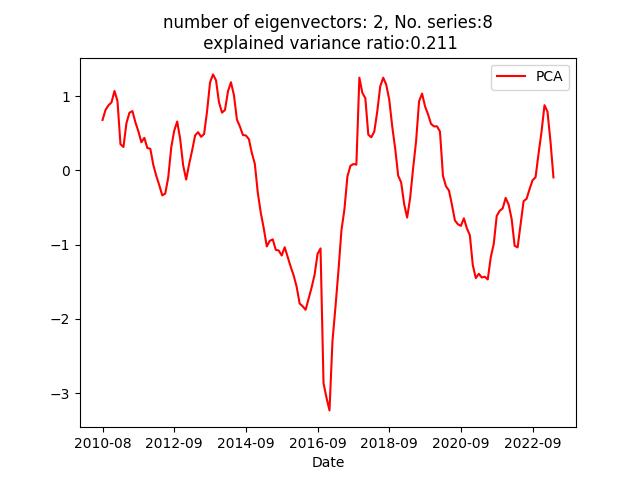 number of eigenvectors: 2, No. series:8
explained variance ratio:0.211
PCA
1
0
−1
−2
−3
2010-08 2012-09 2014-09 2016-09 2018-09 2020-09 2022-09
Date